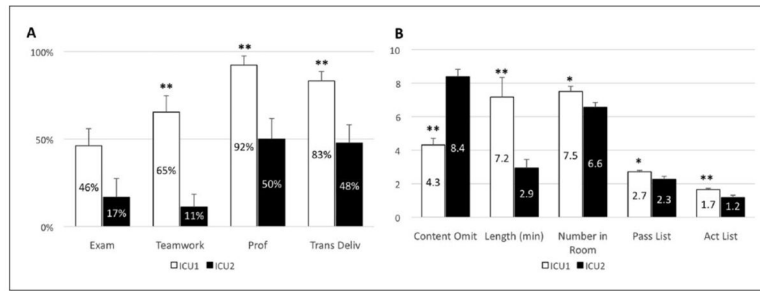 A
100%
50%
0%
**
**
**
46%
17%
65%
11%
92%
50%
83%
48%
Exam
Teamwork
Prof
Trans Deliv
ICU1
ICU2
B
10
8
6
4
2
0
**
**
*
*
**
4.3
8.4
7.2
2.9
7.5
6.6
2.7
2.3
1.7
1.2
Content Omit
Length (min)
Number in
Room
Pass List
Act List
ICU1
ICU2